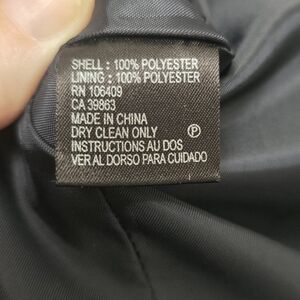 SHELL : 100% POLYESTER
LINING : 100% POLYESTER
RN 106409
CA 39863
MADE IN CHINA
DRY CLEAN ONLY Ⓟ
INSTRUCTIONS AU DOS
VER AL DORSO PARA CUIDADO